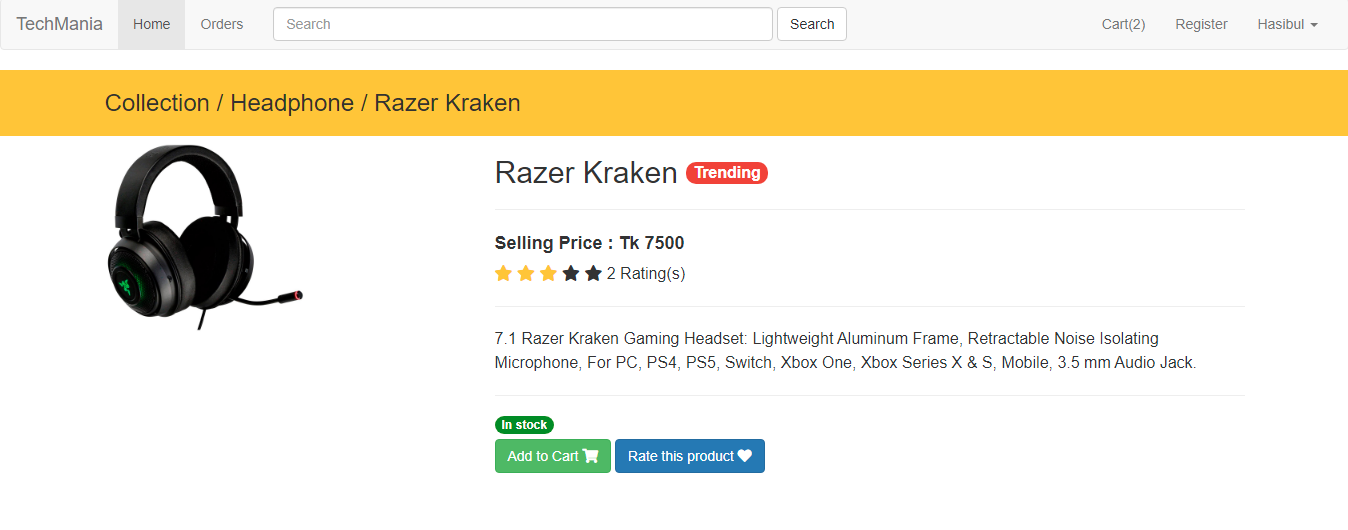 TechMania Home Orders Search Search Cart(2) Register Hasibul
Collection / Headphone / Razer Kraken
Razer Kraken Trending
Selling Price : Tk 7500
2 Rating(s)
7.1 Razer Kraken Gaming Headset: Lightweight Aluminum Frame, Retractable Noise Isolating
Microphone, For PC, PS4, PS5, Switch, Xbox One, Xbox Series X & S, Mobile, 3.5 mm Audio Jack.
In stock
Add to Cart Rate this product